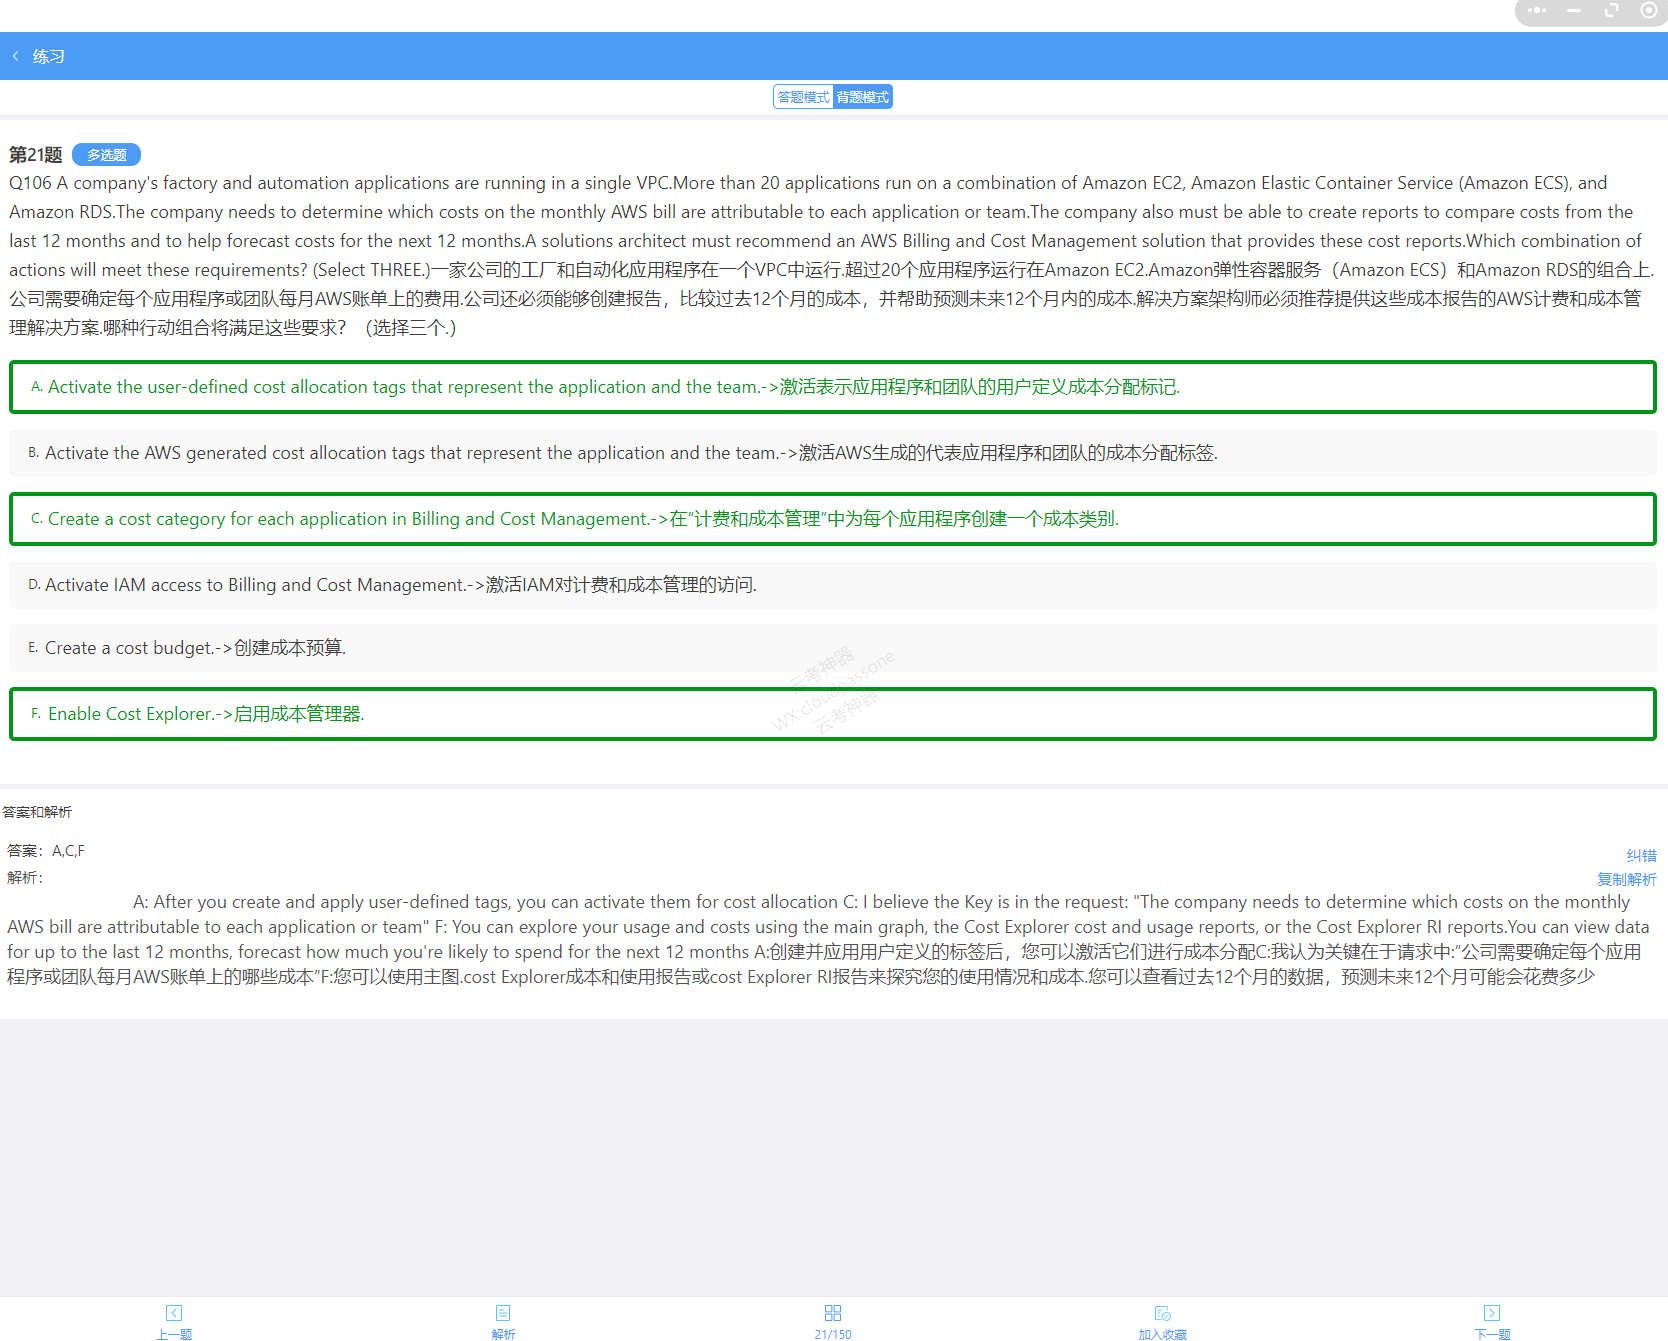 练习
答题模式 背题模式
第21题 多选题
Q106 A company's factory and automation applications are running in a single VPC.More than 20 applications run on a combination of Amazon EC2, Amazon Elastic Container Service (Amazon ECS), and
Amazon RDS.The company needs to determine which costs on the monthly AWS bill are attributable to each application or team.The company also must be able to create reports to compare costs from the
last 12 months and to help forecast costs for the next 12 months.A solutions architect must recommend an AWS Billing and Cost Management solution that provides these cost reports.Which combination of
actions will meet these requirements? (Select THREE.)一家公司的工厂和自动化应用程序在一个VPC中运行.超过20个应用程序运行在Amazon EC2.Amazon弹性容器服务（Amazon ECS）和Amazon RDS的组合上.
公司需要确定每个应用程序或团队每月AWS账单上的费用.公司还必须能够创建报告，比较过去12个月的成本，并帮助预测未来12个月内的成本.解决方案架构师必须推荐提供这些成本报告的AWS计费和成本管
理解决方案.哪种行动组合将满足这些要求？（选择三个.）
A. Activate the user-defined cost allocation tags that represent the application and the team.->激活表示应用程序和团队的用户定义成本分配标记.
B. Activate the AWS generated cost allocation tags that represent the application and the team.->激活AWS生成的代表应用程序和团队的成本分配标签.
C. Create a cost category for each application in Billing and Cost Management.->在“计费和成本管理”中为每个应用程序创建一个成本类别.
D. Activate IAM access to Billing and Cost Management.->激活IAM对计费和成本管理的访问.
E. Create a cost budget.->创建成本预算.
F. Enable Cost Explorer.->启用成本管理器.
云考神器
WX:cloudpassone
云考神器
答案和解析
答案：A,C,F
纠错
解析：
复制解析
A: After you create and apply user-defined tags, you can activate them for cost allocation C: I believe the Key is in the request: "The company needs to determine which costs on the monthly
AWS bill are attributable to each application or team" F: You can explore your usage and costs using the main graph, the Cost Explorer cost and usage reports, or the Cost Explorer RI reports.You can view data
for up to the last 12 months, forecast how much you're likely to spend for the next 12 months A:创建并应用用户定义的标签后，您可以激活它们进行成本分配C:我认为关键在于请求中:“公司需要确定每个应用
程序或团队每月AWS账单上的哪些成本”F:您可以使用主图.cost Explorer成本和使用报告或cost Explorer RI报告来探究您的使用情况和成本.您可以查看过去12个月的数据，预测未来12个月可能会花费多少
上一题 解析 21/150 加入收藏 下一题